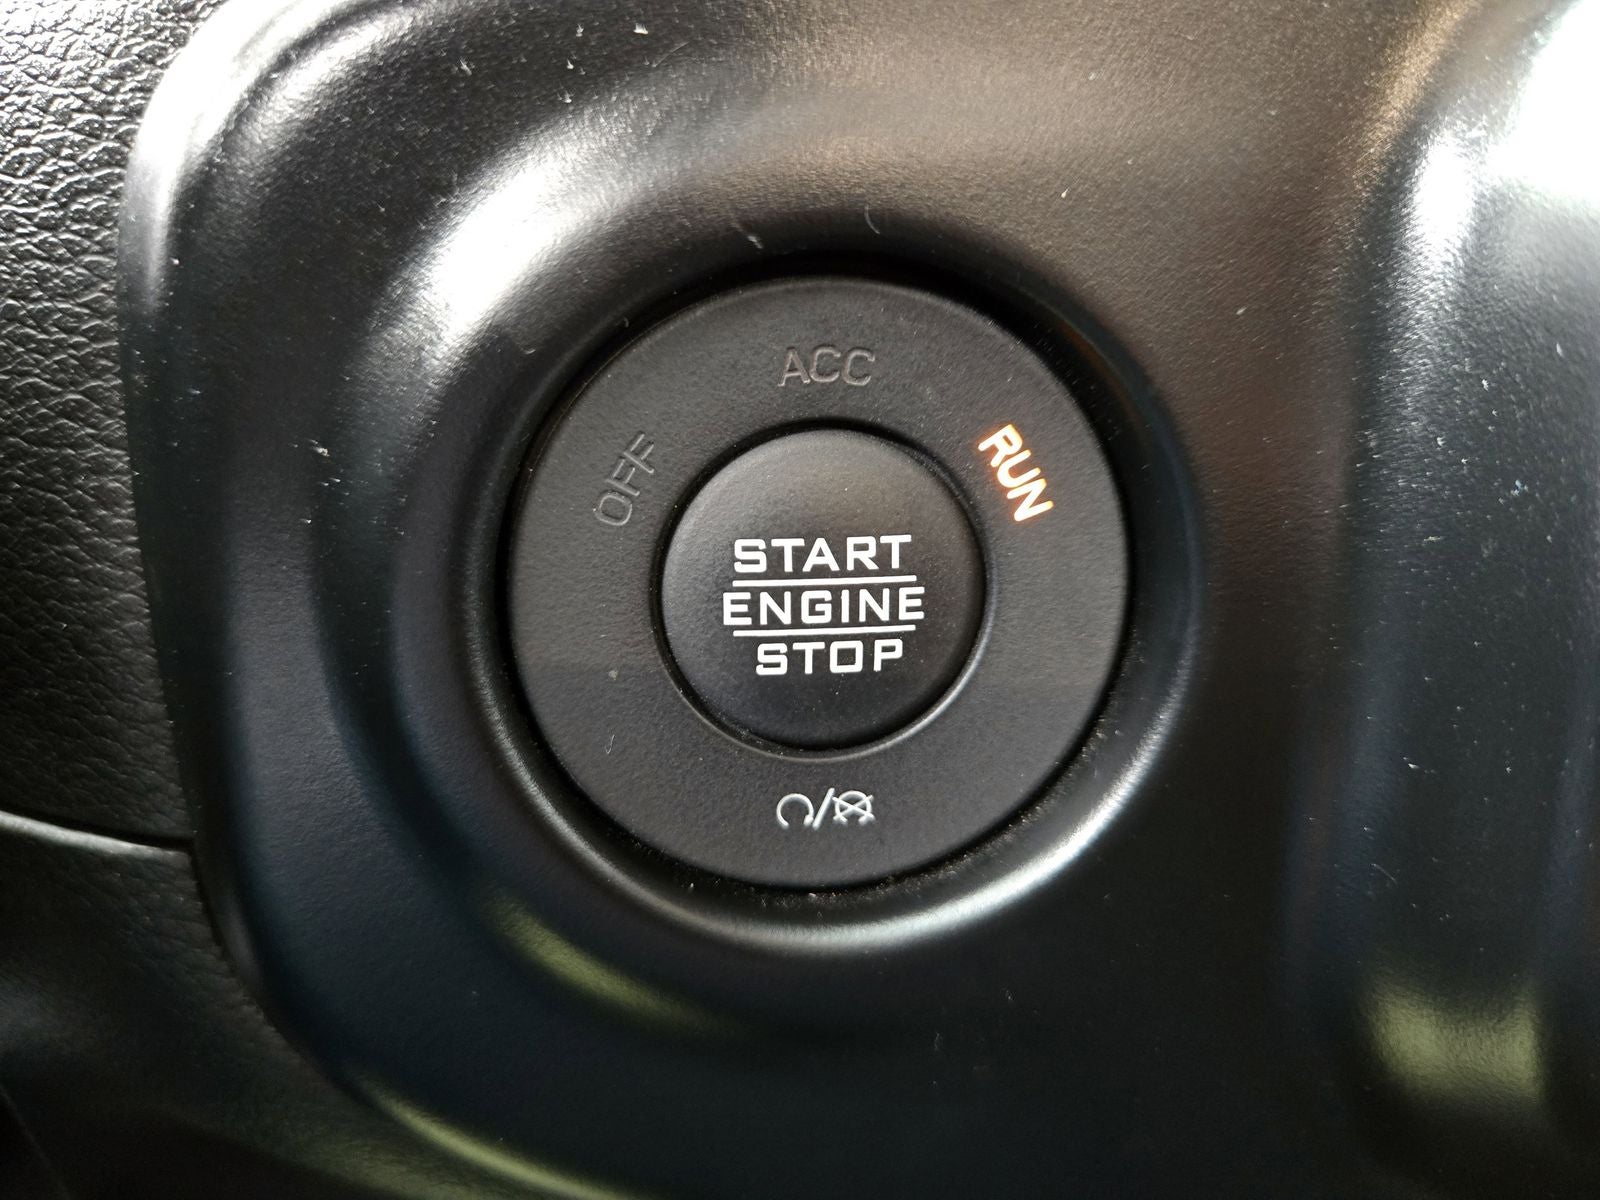 ACC
OFF
RUN
START
ENGINE
STOP